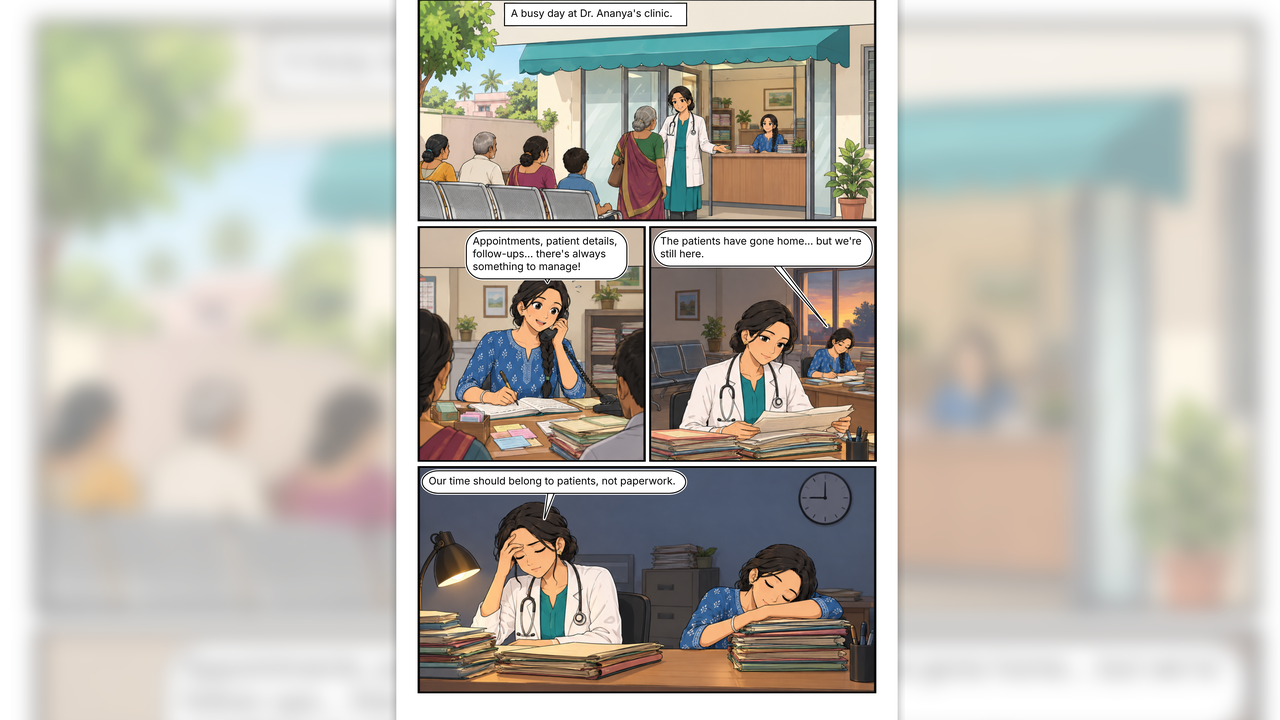 A busy day at Dr. Ananya's clinic.
Appointments, patient details,
follow-ups... there's always
something to manage!
The patients have gone home... but we're
still here.
Our time should belong to patients, not paperwork.